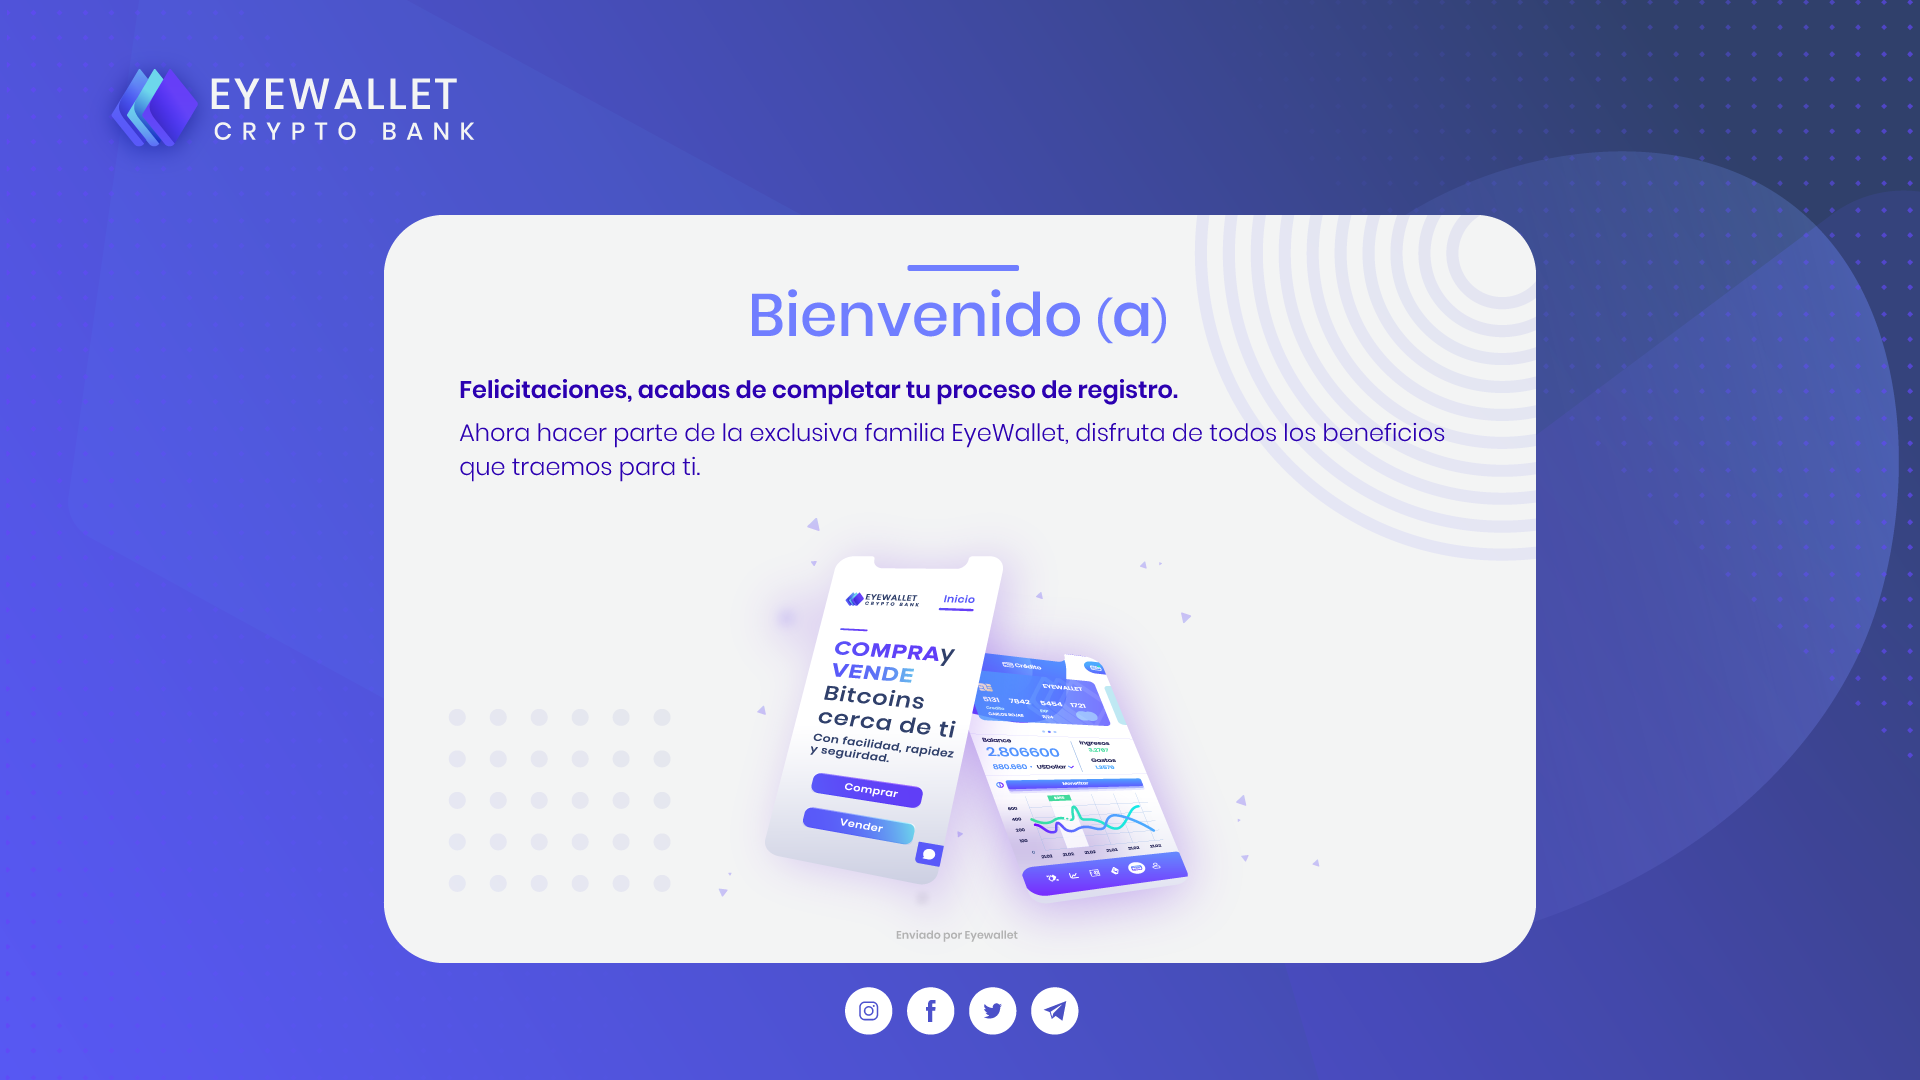 EYEWALLET
CRYPTO BANK
Bienvenido (a)
Felicitaciones, acabas de completar tu proceso de registro.
Ahora hacer parte de la exclusiva familia EyeWallet, disfruta de todos los beneficios
que traemos para ti.
EYEWALLET
CRYPTO BANK
Inicio
COMPRA y
VENDE
Bitcoins
cerca de ti
Con facilidad, rapidez
y seguirdad.
Comprar
Vender
Crédito
EYEWALLET
5131 7842 5454 1721
Balance
2.806600
880.660
USDollar
Ingresos
Gastos
Monetizar
Enviado por Eyewallet